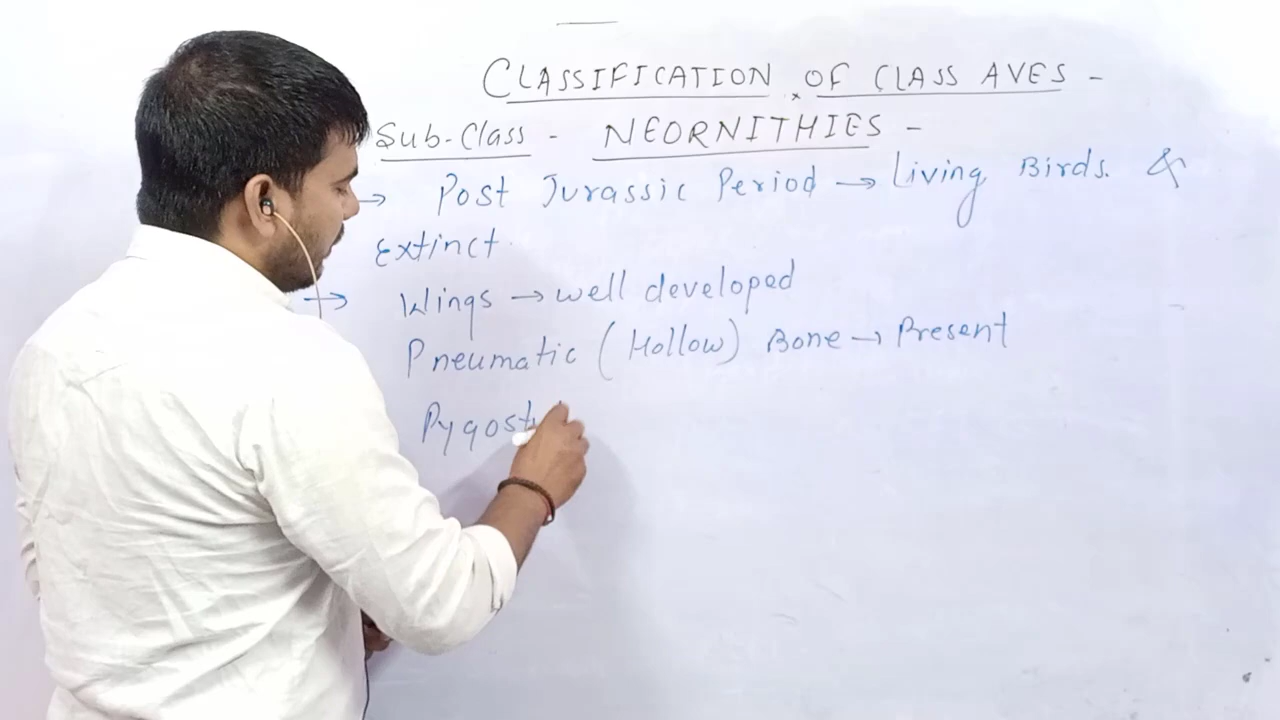 CLASSIFICATION OF CLASS AVES -
Sub-Class - NEORNITHIES -
→ Post Jurassic Period → Living Birds. &
Extinct
→ Wings → well developed
Pneumatic (Hollow) Bone → Present
Pygost